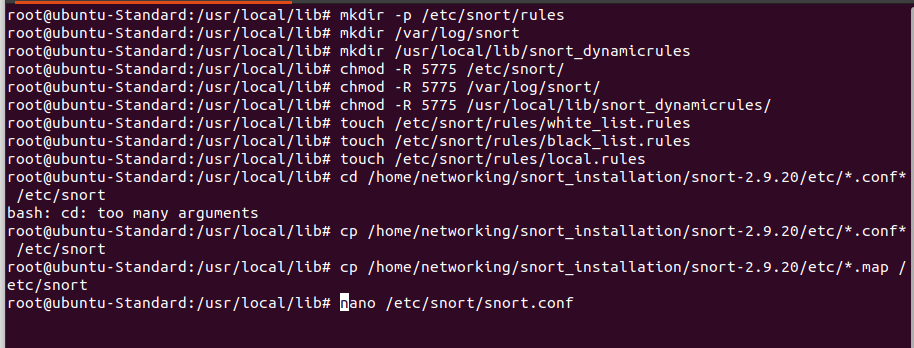 root@ubuntu-Standard:/usr/local/lib# mkdir -p /etc/snort/rules
root@ubuntu-Standard:/usr/local/lib# mkdir /var/log/snort
root@ubuntu-Standard:/usr/local/lib# mkdir /usr/local/lib/snort_dynamicrules
root@ubuntu-Standard:/usr/local/lib# chmod -R 5775 /etc/snort/
root@ubuntu-Standard:/usr/local/lib# chmod -R 5775 /var/log/snort/
root@ubuntu-Standard:/usr/local/lib# chmod -R 5775 /usr/local/lib/snort_dynamicrules/
root@ubuntu-Standard:/usr/local/lib# touch /etc/snort/rules/white_list.rules
root@ubuntu-Standard:/usr/local/lib# touch /etc/snort/rules/black_list.rules
root@ubuntu-Standard:/usr/local/lib# touch /etc/snort/rules/local.rules
root@ubuntu-Standard:/usr/local/lib# cd /home/networking/snort_installation/snort-2.9.20/etc/*.conf*
 /etc/snort
bash: cd: too many arguments
root@ubuntu-Standard:/usr/local/lib# cp /home/networking/snort_installation/snort-2.9.20/etc/*.conf*
 /etc/snort
root@ubuntu-Standard:/usr/local/lib# cp /home/networking/snort_installation/snort-2.9.20/etc/*.map /
etc/snort
root@ubuntu-Standard:/usr/local/lib# nano /etc/snort/snort.conf